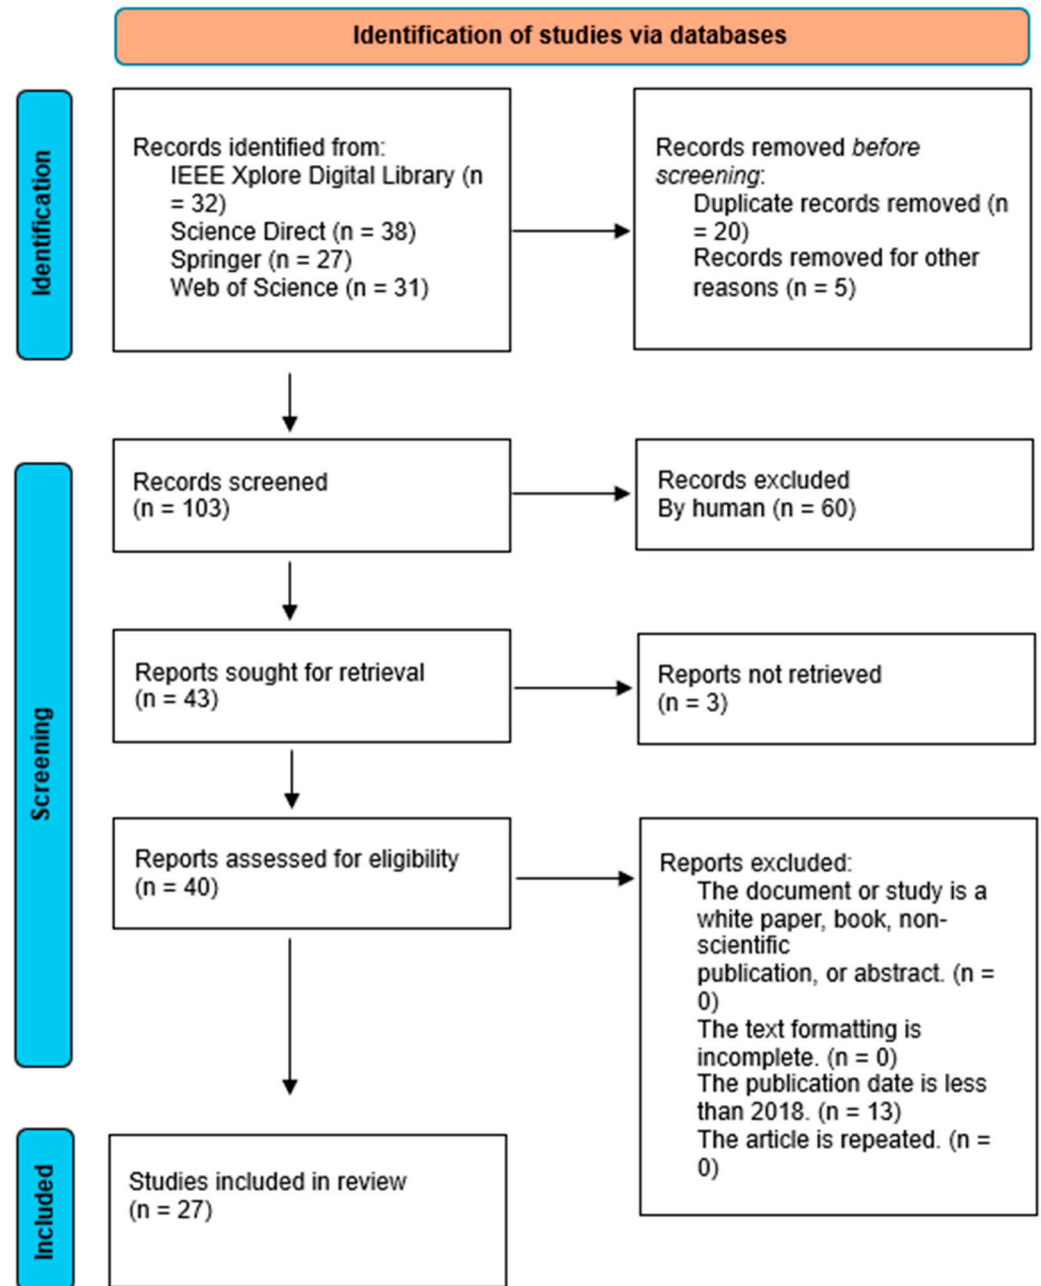 Identification of studies via databases
Identification
Records identified from:
IEEE Xplore Digital Library (n
= 32)
Science Direct (n = 38)
Springer (n = 27)
Web of Science (n = 31)
Records removed before
screening:
Duplicate records removed (n
= 20)
Records removed for other
reasons (n = 5)
Screening
Records screened
(n = 103)
Records excluded
By human (n = 60)
Reports sought for retrieval
(n = 43)
Reports not retrieved
(n = 3)
Reports assessed for eligibility
(n = 40)
Reports excluded:
The document or study is a
white paper, book, non-
scientific
publication, or abstract. (n =
0)
The text formatting is
incomplete. (n = 0)
The publication date is less
than 2018. (n = 13)
The article is repeated. (n =
0)
Included
Studies included in review
(n = 27)